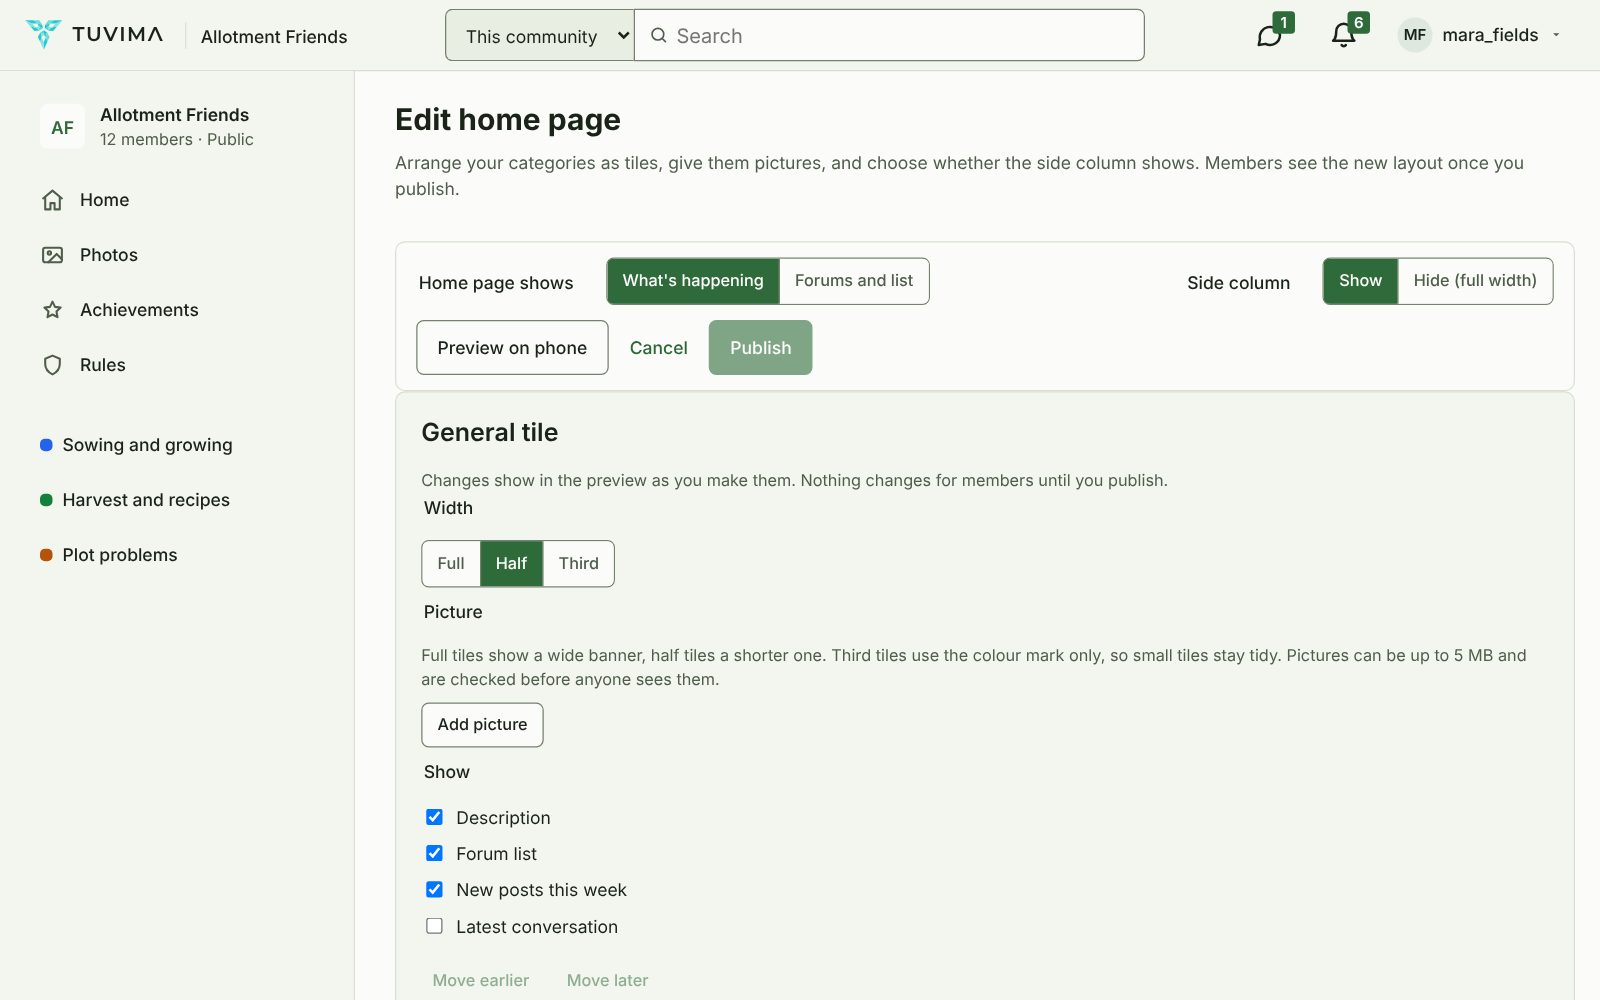 TUVIMA
Allotment Friends
This community
Search
1
6
MF
mara_fields
AF
Allotment Friends
12 members · Public
Home
Photos
Achievements
Rules
Sowing and growing
Harvest and recipes
Plot problems
Edit home page
Arrange your categories as tiles, give them pictures, and choose whether the side column shows. Members see the new layout once you
publish.
Home page shows
What's happening
Forums and list
Side column
Show
Hide (full width)
Preview on phone
Cancel
Publish
General tile
Changes show in the preview as you make them. Nothing changes for members until you publish.
Width
Full
Half
Third
Picture
Full tiles show a wide banner, half tiles a shorter one. Third tiles use the colour mark only, so small tiles stay tidy. Pictures can be up to 5 MB and
are checked before anyone sees them.
Add picture
Show
Description
Forum list
New posts this week
Latest conversation
Move earlier
Move later